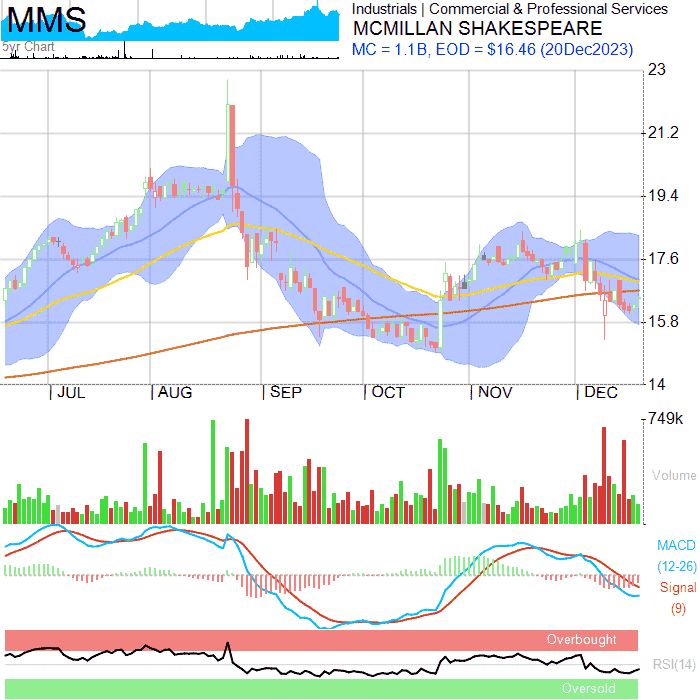 MMS
5yr Chart
Industrials | Commercial & Professional Services
MCMILLAN SHAKESPEARE
MC = 1.1B, EOD = $16.46 (20Dec2023)
23
21.2
19.4
17.6
15.8
14
JUL AUG SEP OCT NOV DEC
749k
Volume
MACD
(12-26)
Signal
(9)
Overbought
RSI(14)
Oversold